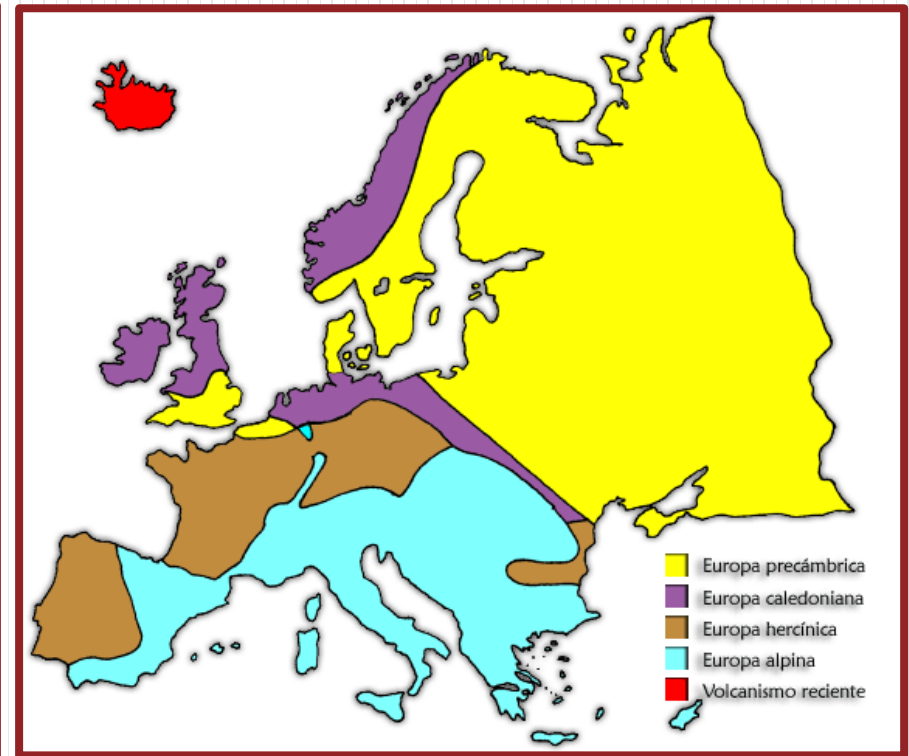 Europa precámbrica
Europa caledoniana
Europa hercínica
Europa alpina
Volcanismo reciente